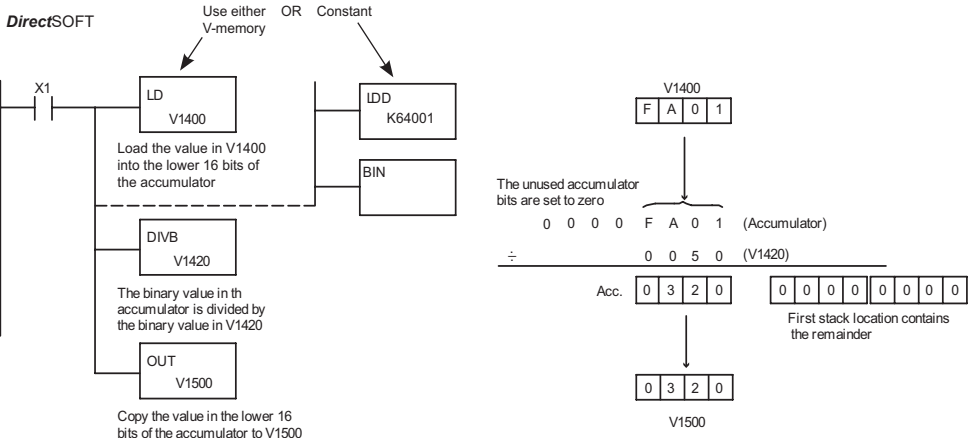 DirectSOFT
Use either OR Constant
V-memory
X1
LD
V1400
Load the value in V1400
into the lower 16 bits of
the accumulator
LDD
K64001
BIN
DIVB
V1420
The binary value in th
accumulator is divided by
the binary value in V1420
OUT
V1500
Copy the value in the lower 16
bits of the accumulator to V1500
V1400
F A 0 1
The unused accumulator
bits are set to zero
0 0 0 0 F A 0 1 (Accumulator)
÷ 0 0 5 0 (V1420)
Acc. 0 3 2 0 0 0 0 0 0 0 0 0
First stack location contains
the remainder
0 3 2 0
V1500